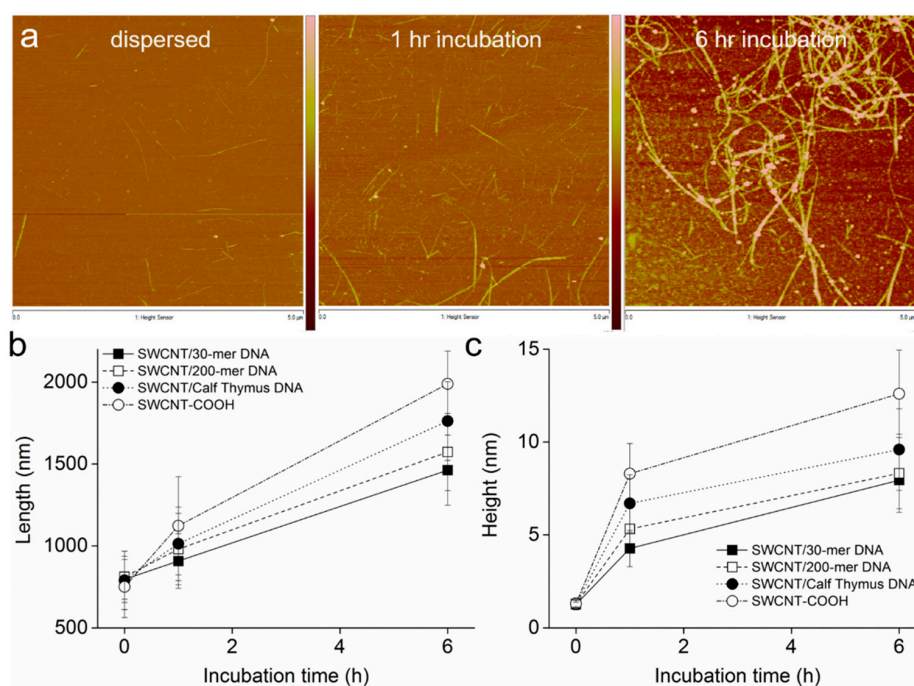 a
dispersed
1 hr incubation
6 hr incubation
0.0 1: Height Sensor 5.0 µm
0.0 1: Height Sensor 5.0 µm
0.0 1: Height Sensor 5.0 µm
b
SWCNT/30-mer DNA
SWCNT/200-mer DNA
SWCNT/Calf Thymus DNA
SWCNT-COOH
2000
1500
1000
500
Length (nm)
0 2 4 6
Incubation time (h)
c
15
10
5
0
Height (nm)
SWCNT/30-mer DNA
SWCNT/200-mer DNA
SWCNT/Calf Thymus DNA
SWCNT-COOH
0 2 4 6
Incubation time (h)